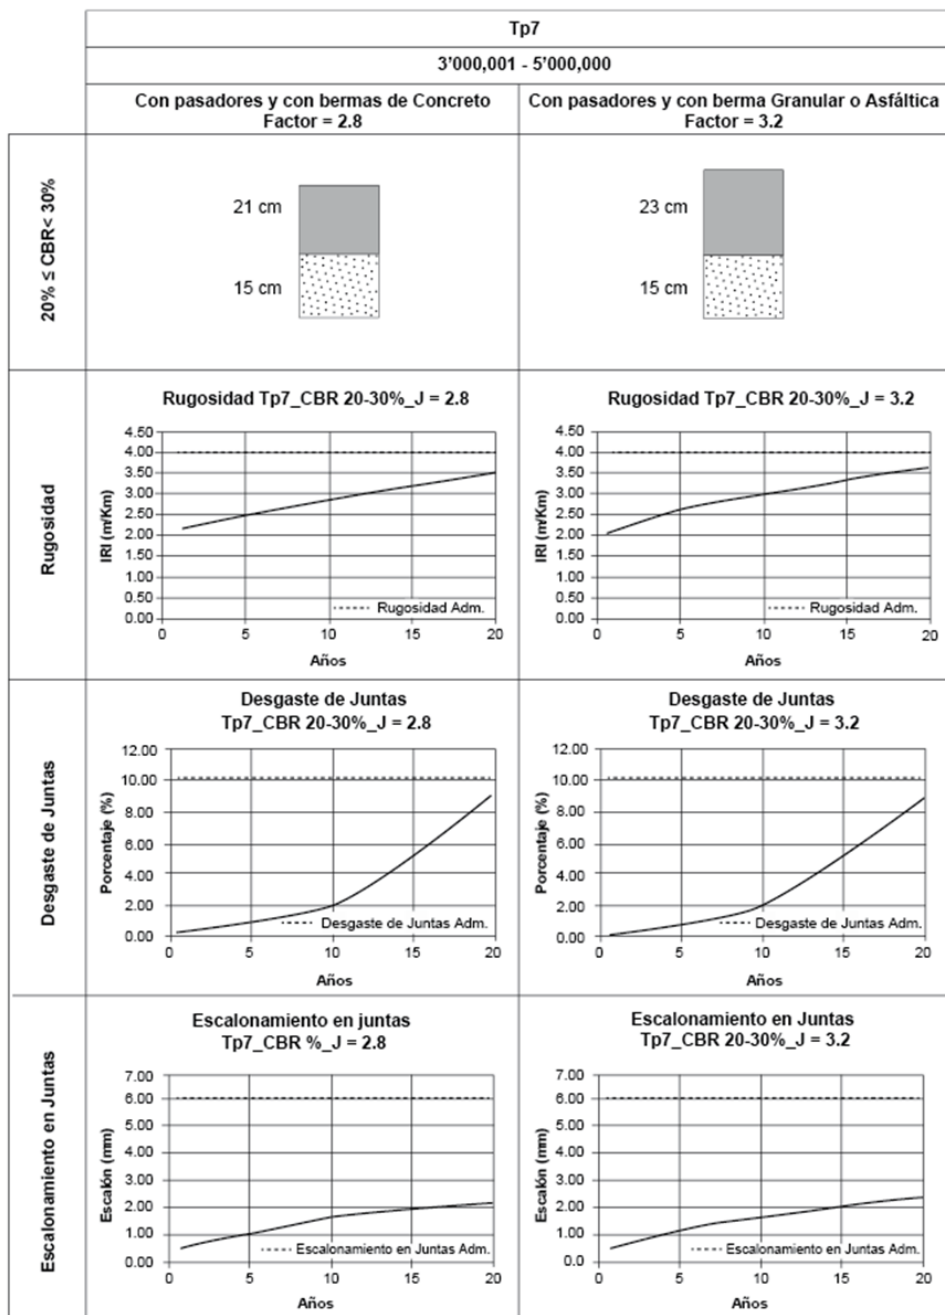 Tp7
3'000,001 - 5'000,000
Con pasadores y con bermas de Concreto
Factor = 2.8
Con pasadores y con berma Granular o Asfáltica
Factor = 3.2
20% ≤ CBR< 30%
21 cm
15 cm
23 cm
15 cm
Rugosidad
Rugosidad Tp7_CBR 20-30%_J = 2.8
IRI (m/Km)
4.50
4.00
3.50
3.00
2.50
2.00
1.50
1.00
0.50
0.00
Rugosidad Adm.
0 5 10 15 20
Años
Rugosidad Tp7_CBR 20-30%_J = 3.2
IRI (m/Km)
4.50
4.00
3.50
3.00
2.50
2.00
1.50
1.00
0.50
0.00
Rugosidad Adm.
0 5 10 15 20
Años
Desgaste de Juntas
Desgaste de Juntas
Tp7_CBR 20-30%_J = 2.8
Porcentaje (%)
12.00
10.00
8.00
6.00
4.00
2.00
0.00
Desgaste de Juntas Adm.
0 5 10 15 20
Años
Desgaste de Juntas
Tp7_CBR 20-30%_J = 3.2
Porcentaje (%)
12.00
10.00
8.00
6.00
4.00
2.00
0.00
Desgaste de Juntas Adm.
0 5 10 15 20
Años
Escalonamiento en Juntas
Escalonamiento en juntas
Tp7_CBR %_J = 2.8
Escalón (mm)
7.00
6.00
5.00
4.00
3.00
2.00
1.00
0.00
Escalonamiento en Juntas Adm.
0 5 10 15 20
Años
Escalonamiento en Juntas
Tp7_CBR 20-30%_J = 3.2
Escalón (mm)
7.00
6.00
5.00
4.00
3.00
2.00
1.00
0.0
Escalonamiento en Juntas Adm.
0 5 10 15 20
Años